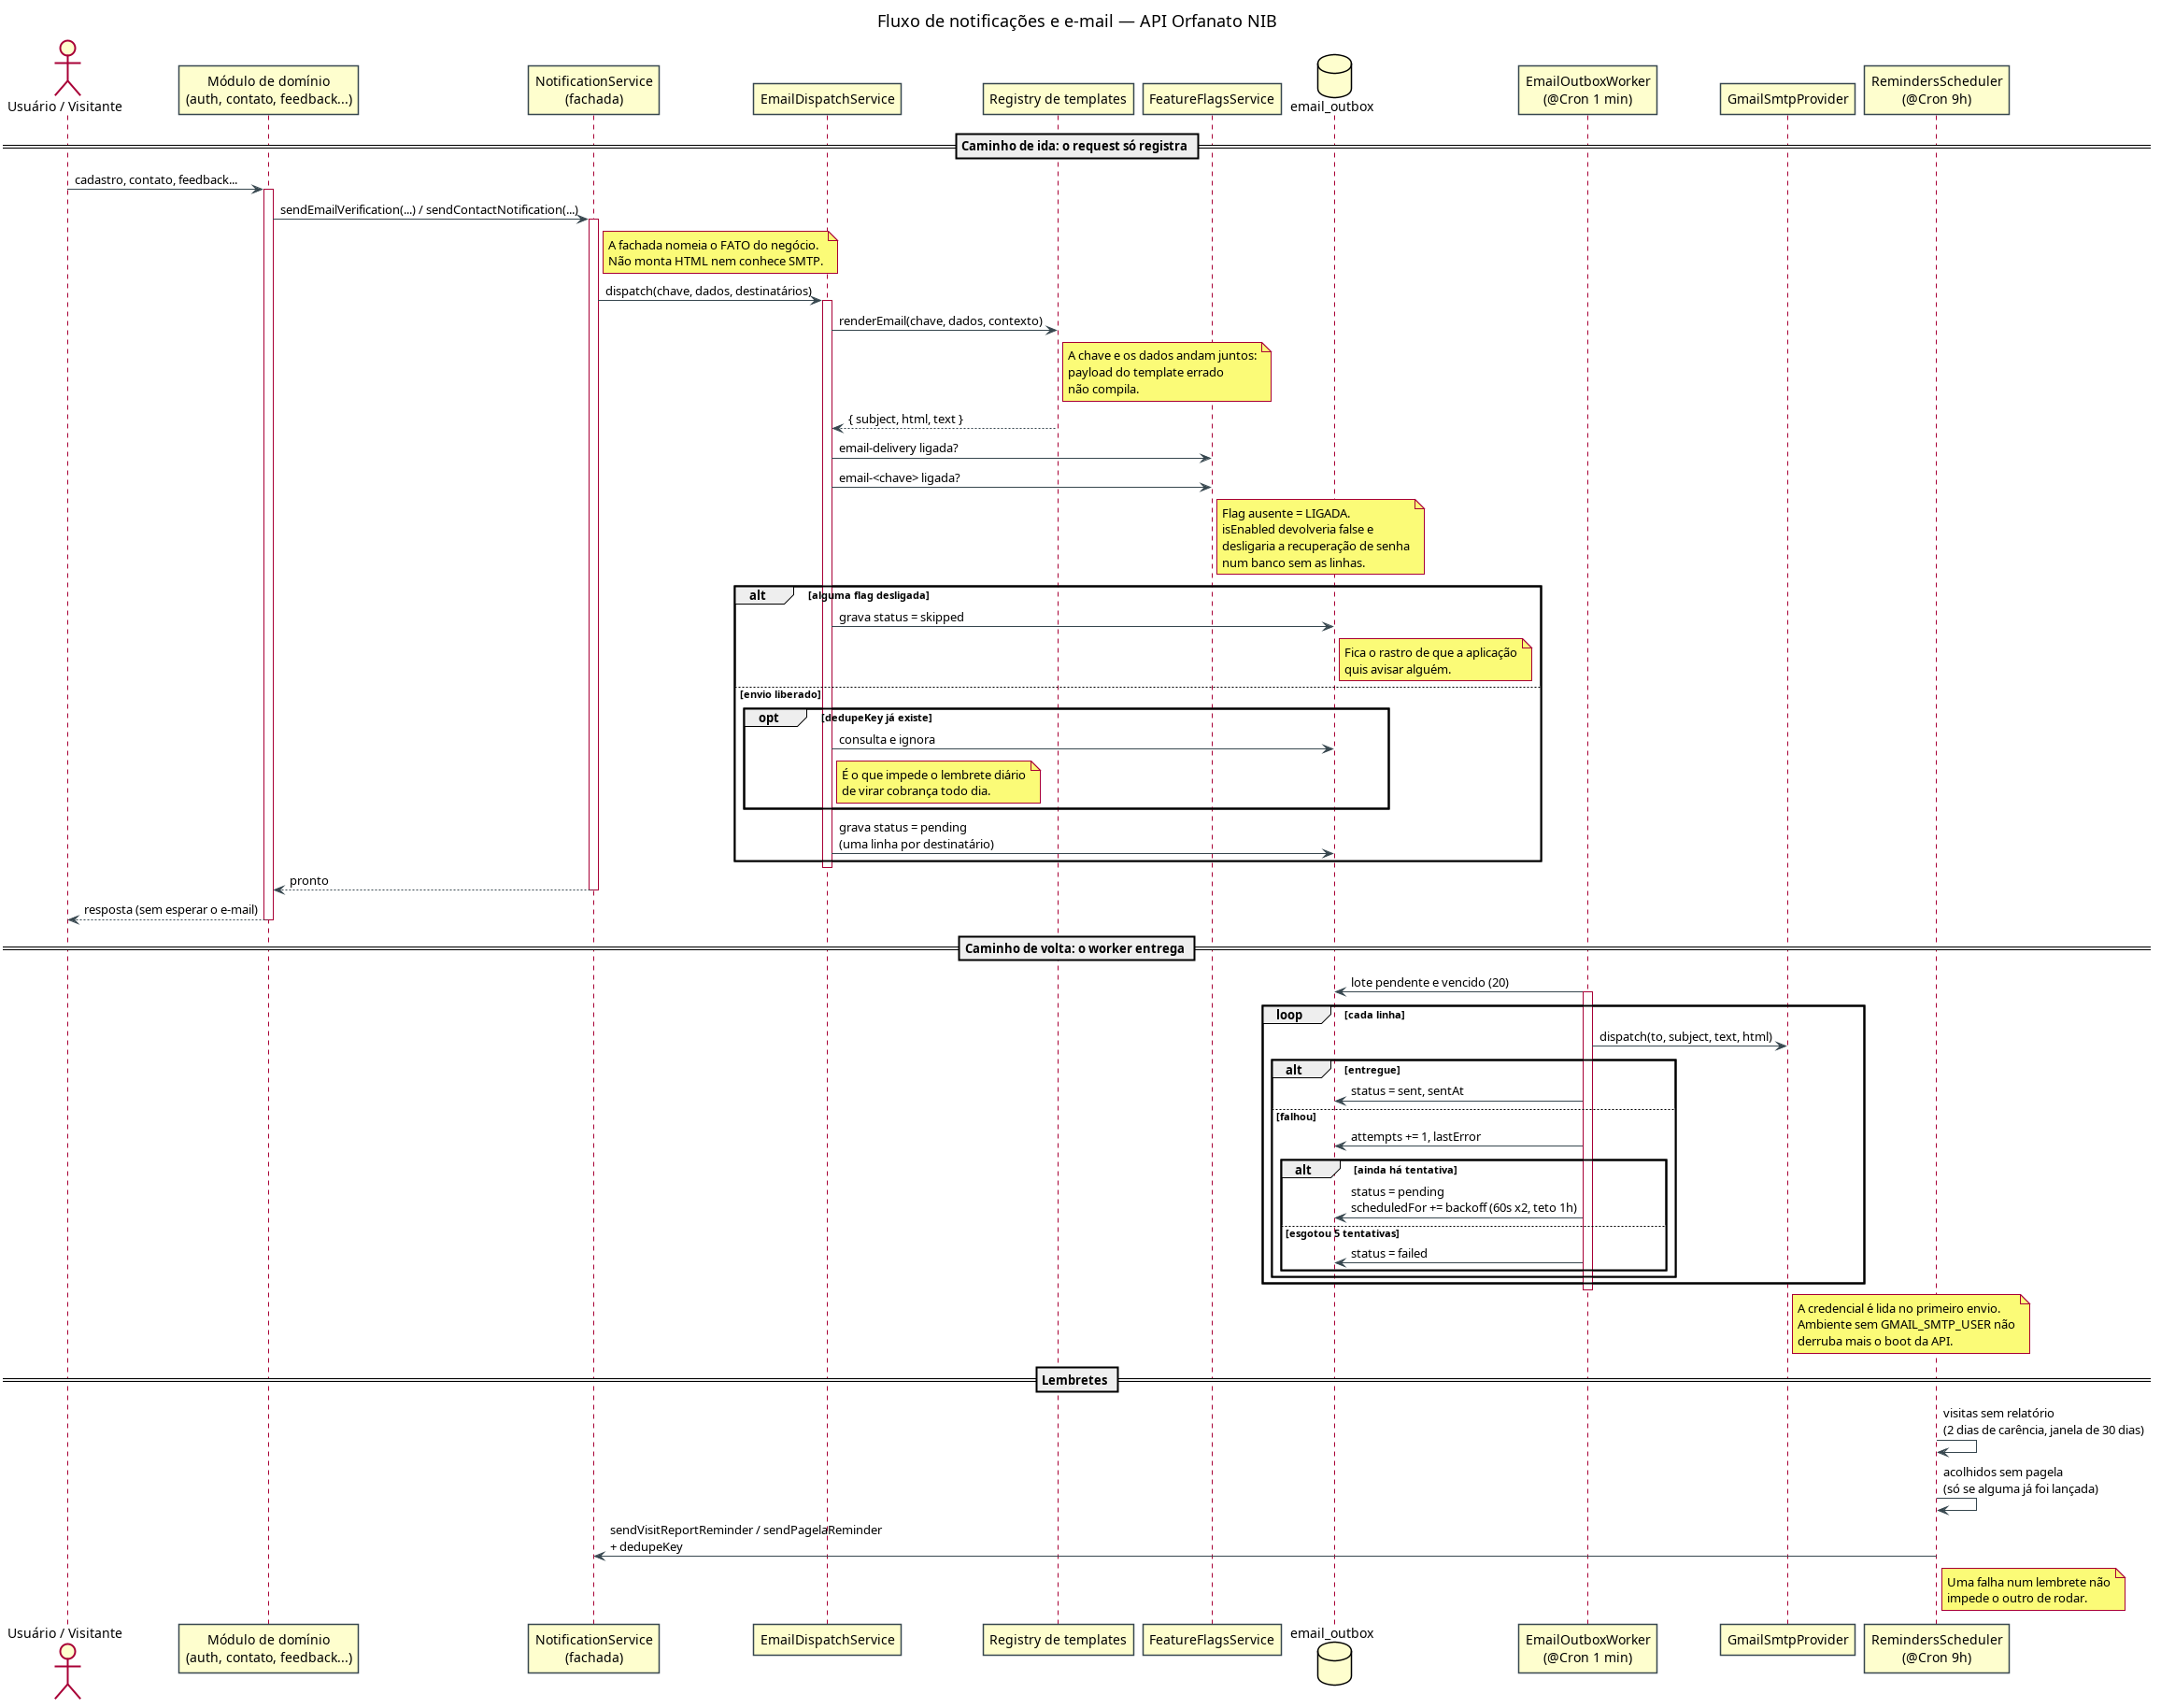 Fluxo de notificações e e-mail — API Orfanato NIB
Usuário / Visitante
Módulo de domínio
(auth, contato, feedback...)
NotificationService
(fachada)
EmailDispatchService
Registry de templates
FeatureFlagsService
email_outbox
EmailOutboxWorker
(@Cron 1 min)
GmailSmtpProvider
RemindersScheduler
(@Cron 9h)
Caminho de ida: o request só registra
cadastro, contato, feedback...
sendEmailVerification(...) / sendContactNotification(...)
A fachada nomeia o FATO do negócio.
Não monta HTML nem conhece SMTP.
dispatch(chave, dados, destinatários)
renderEmail(chave, dados, contexto)
A chave e os dados andam juntos:
payload do template errado
não compila.
{ subject, html, text }
email-delivery ligada?
email-<chave> ligada?
Flag ausente = LIGADA.
isEnabled devolveria false e
desligaria a recuperação de senha
num banco sem as linhas.
alt
[alguma flag desligada]
grava status = skipped
Fica o rastro de que a aplicação
quis avisar alguém.
[envio liberado]
opt
[dedupeKey já existe]
consulta e ignora
É o que impede o lembrete diário
de virar cobrança todo dia.
grava status = pending
(uma linha por destinatário)
pronto
resposta (sem esperar o e-mail)
Caminho de volta: o worker entrega
lote pendente e vencido (20)
loop
[cada linha]
dispatch(to, subject, text, html)
alt
[entregue]
status = sent, sentAt
[falhou]
attempts += 1, lastError
alt
[ainda há tentativa]
status = pending
scheduledFor += backoff (60s x2, teto 1h)
[esgotou 5 tentativas]
status = failed
A credencial é lida no primeiro envio.
Ambiente sem GMAIL_SMTP_USER não
derruba mais o boot da API.
Lembretes
visitas sem relatório
(2 dias de carência, janela de 30 dias)
acolhidos sem pagela
(só se alguma já foi lançada)
sendVisitReportReminder / sendPagelaReminder
+ dedupeKey
Uma falha num lembrete não
impede o outro de rodar.
Usuário / Visitante
Módulo de domínio
(auth, contato, feedback...)
NotificationService
(fachada)
EmailDispatchService
Registry de templates
FeatureFlagsService
email_outbox
EmailOutboxWorker
(@Cron 1 min)
GmailSmtpProvider
RemindersScheduler
(@Cron 9h)